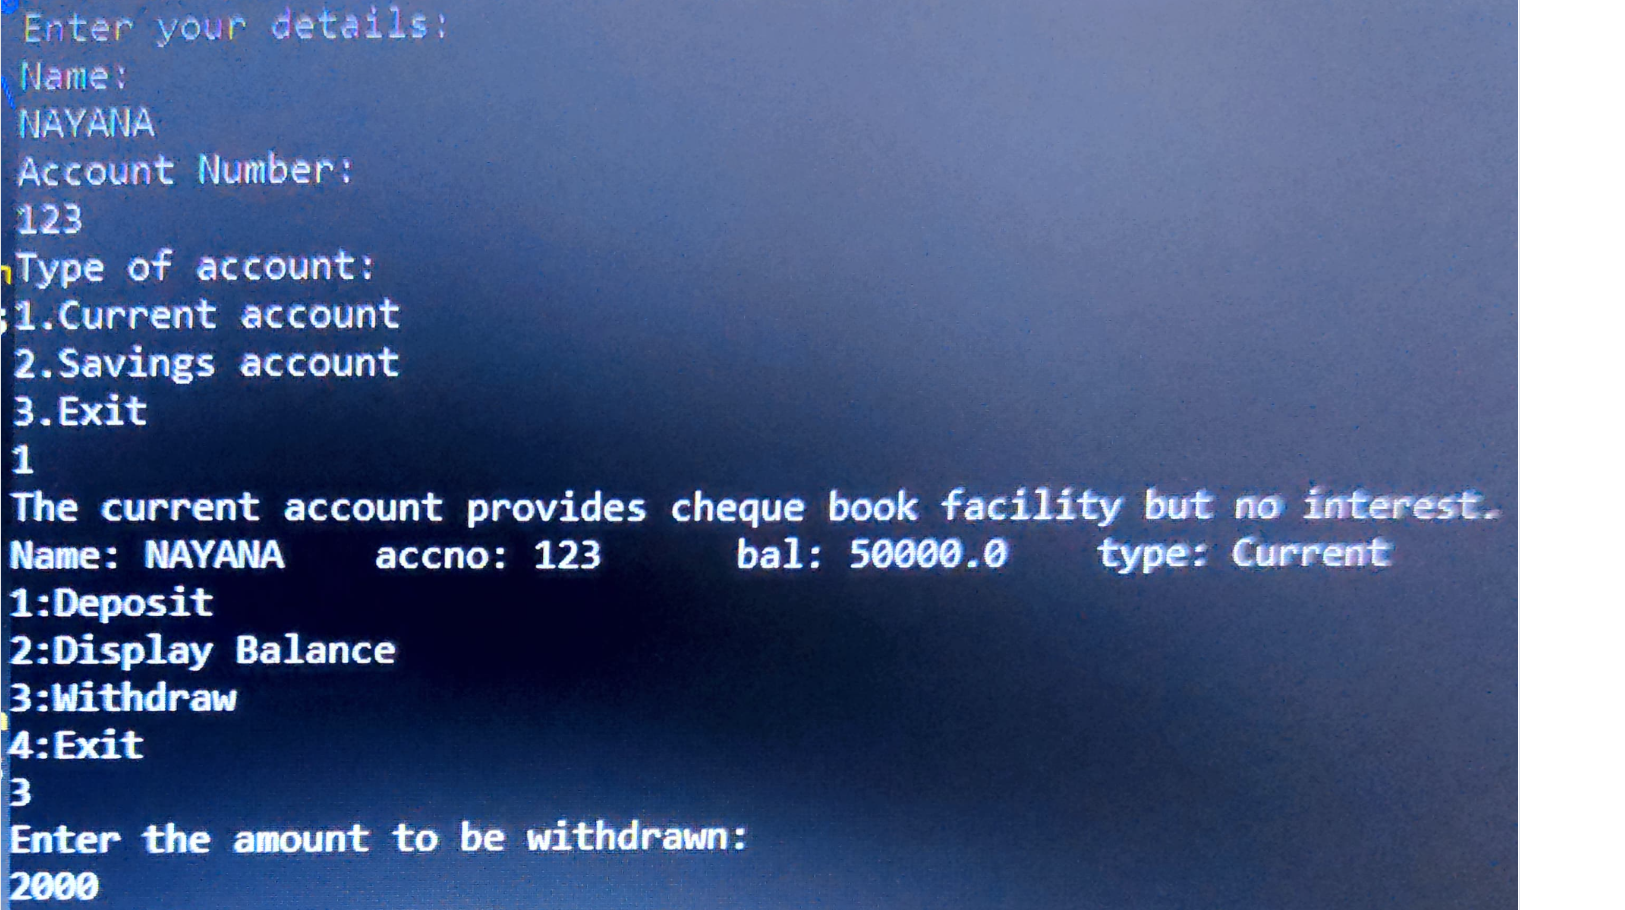 Enter your details:
Name:
NAYANA
Account Number:
123
Type of account:
1.Current account
2.Savings account
3.Exit
1
The current account provides cheque book facility but no interest.
Name: NAYANA    accno: 123      bal: 50000.0    type: Current
1:Deposit
2:Display Balance
3:Withdraw
4:Exit
3
Enter the amount to be withdrawn:
2000